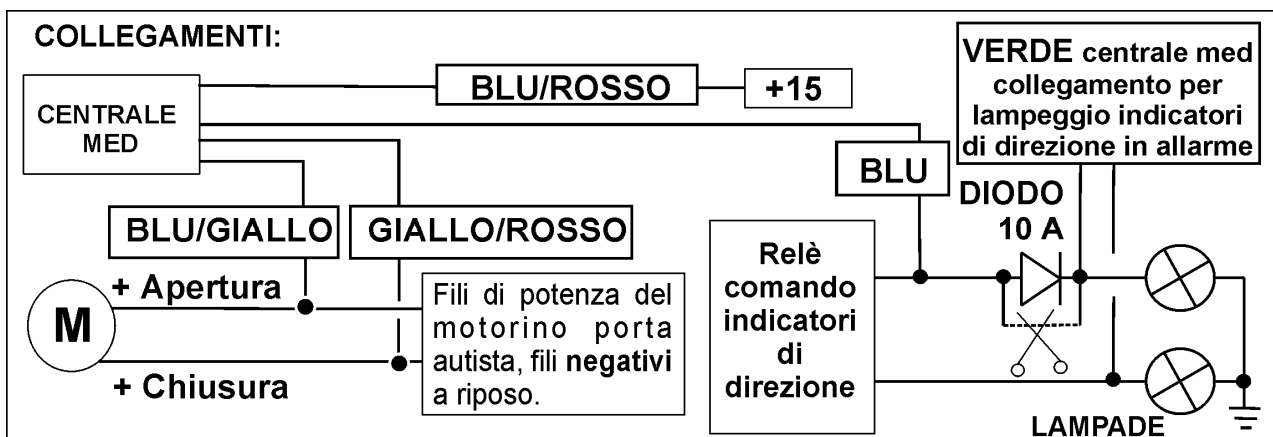 COLLEGAMENTI:
CENTRALE
MED
BLU/ROSSO
+15
VERDE centrale med
collegamento per
lampeggio indicatori
di direzione in allarme
BLU
DIODO
10 A
BLU/GIALLO
GIALLO/ROSSO
+ Apertura
M
+ Chiusura
Fili di potenza del
motorino porta
autista, fili negativi
a riposo.
Relè
comando
indicatori
di
direzione
LAMPADE